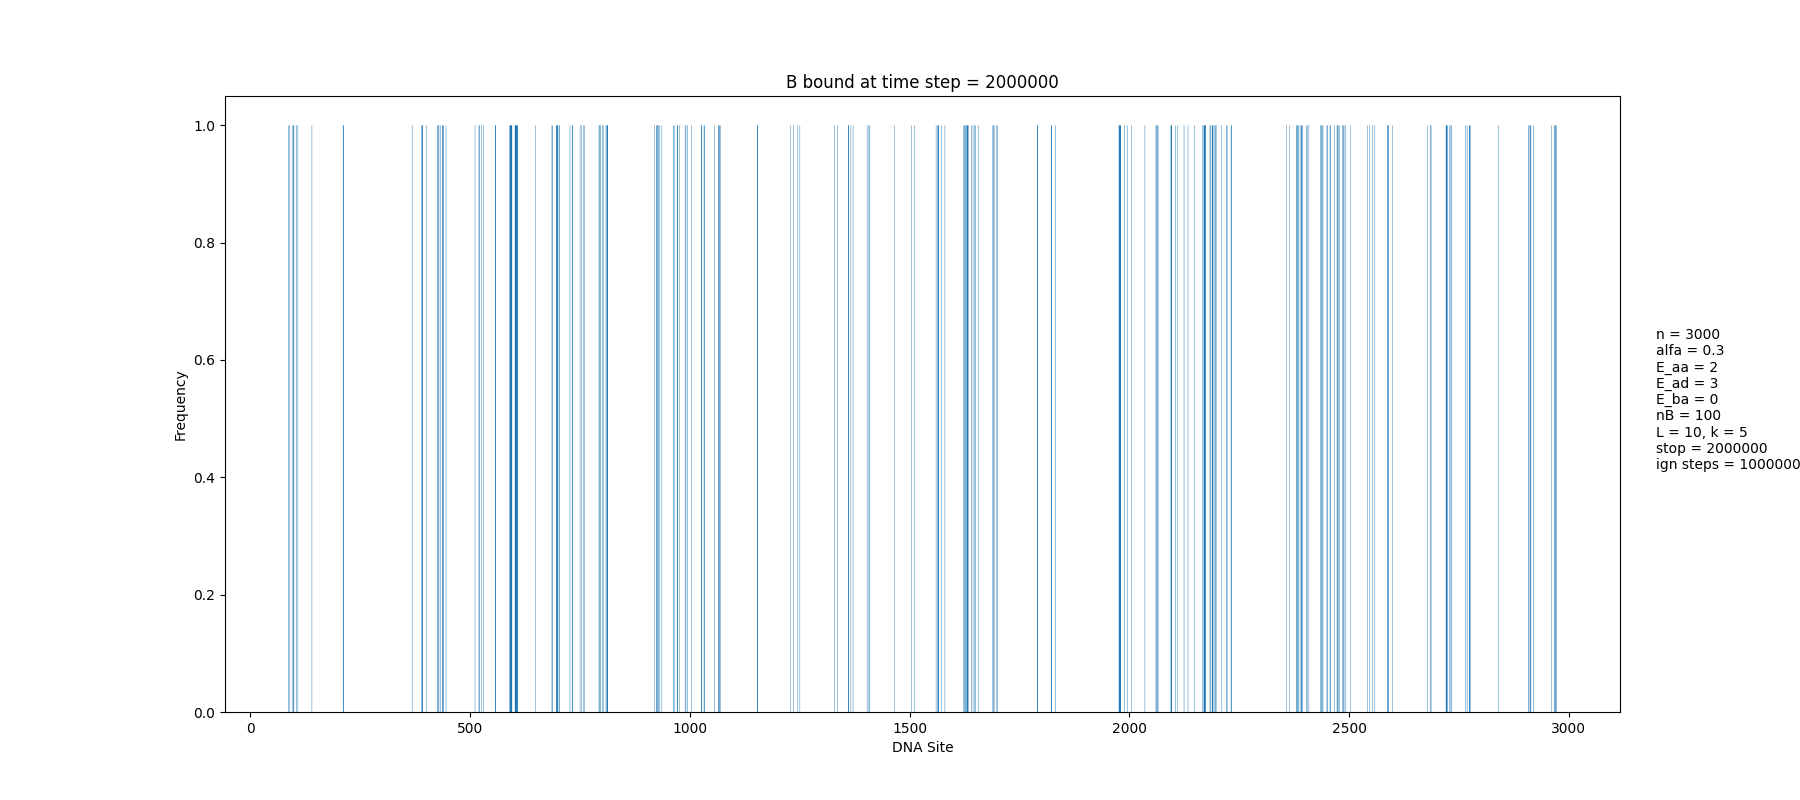 B bound at time step = 2000000
1.0
0.8
0.6
0.4
0.2
0.0
Frequency
0 500 1000 1500 2000 2500 3000
DNA Site
n = 3000
alfa = 0.3
E_aa = 2
E_ad = 3
E_ba = 0
nB = 100
L = 10, k = 5
stop = 2000000
ign steps = 1000000